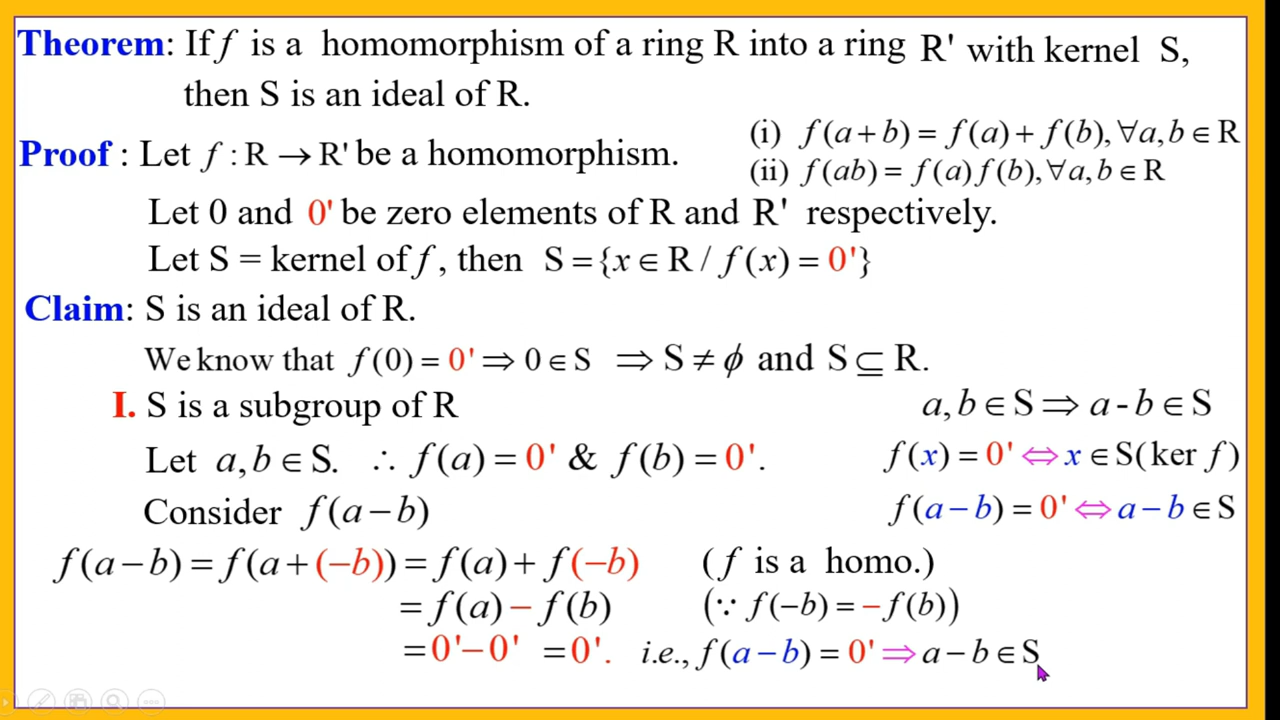 Theorem: If f is a homomorphism of a ring R into a ring R' with kernel S,
then S is an ideal of R.
(i) f(a+b) = f(a)+f(b), ∀a,b∈R
Proof : Let f : R → R' be a homomorphism.
(ii) f(ab) = f(a)f(b), ∀a,b∈R
Let 0 and 0' be zero elements of R and R' respectively.
Let S = kernel of f, then S = {x∈R / f(x) = 0'}
Claim: S is an ideal of R.
We know that f(0) = 0' ⇒ 0∈S ⇒ S ≠ ϕ and S ⊆ R.
I. S is a subgroup of R
a,b∈S ⇒ a-b∈S
Let a,b∈S. ∴ f(a) = 0' & f(b) = 0'.
f(x) = 0' ⇔ x∈S(ker f)
Consider f(a−b)
f(a−b) = 0' ⇔ a−b∈S
f(a−b) = f(a+(−b)) = f(a)+f(−b) (f is a homo.)
= f(a)−f(b) (∵ f(−b) = −f(b))
= 0'−0' = 0'. i.e., f(a−b) = 0' ⇒ a−b∈S